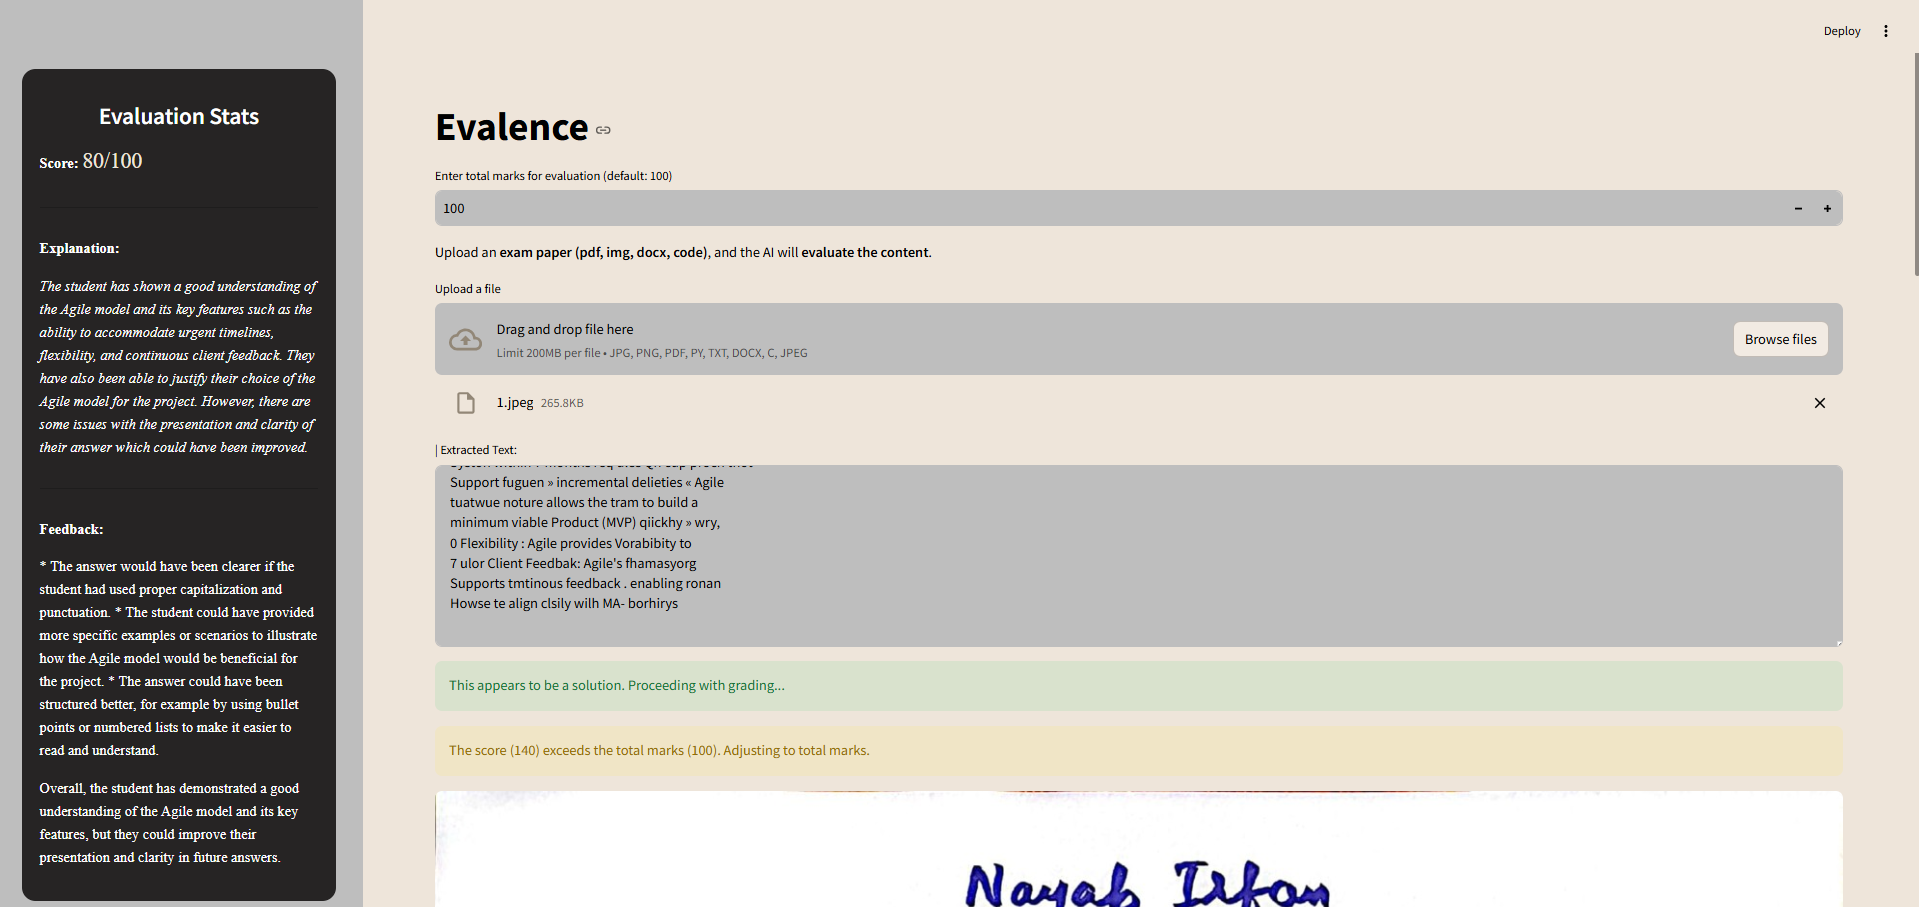 Deploy
Evaluation Stats
Score: 80/100
Explanation:
The student has shown a good understanding of
the Agile model and its key features such as the
ability to accommodate urgent timelines,
flexibility, and continuous client feedback. They
have also been able to justify their choice of the
Agile model for the project. However, there are
some issues with the presentation and clarity of
their answer which could have been improved.
Feedback:
* The answer would have been clearer if the
student had used proper capitalization and
punctuation. * The student could have provided
more specific examples or scenarios to illustrate
how the Agile model would be beneficial for
the project. * The answer could have been
structured better, for example by using bullet
points or numbered lists to make it easier to
read and understand.
Overall, the student has demonstrated a good
understanding of the Agile model and its key
features, but they could improve their
presentation and clarity in future answers.
Evalence
Enter total marks for evaluation (default: 100)
100
Upload an exam paper (pdf, img, docx, code), and the AI will evaluate the content.
Upload a file
Drag and drop file here
Limit 200MB per file • JPG, PNG, PDF, PY, TXT, DOCX, C, JPEG
Browse files
1.jpeg 265.8KB
| Extracted Text:
within months
Support fuguen » incremental delieties « Agile
tuatwue noture allows the tram to build a
minimum viable Product (MVP) qiickhy » wry,
0 Flexibility : Agile provides Vorabibity to
7 ulor Client Feedbak: Agile's fhamasyorg
Supports tmtinous feedback . enabling ronan
Howse te align clsily wilh MA- borhirys
This appears to be a solution. Proceeding with grading...
The score (140) exceeds the total marks (100). Adjusting to total marks.
Nayab Irfan